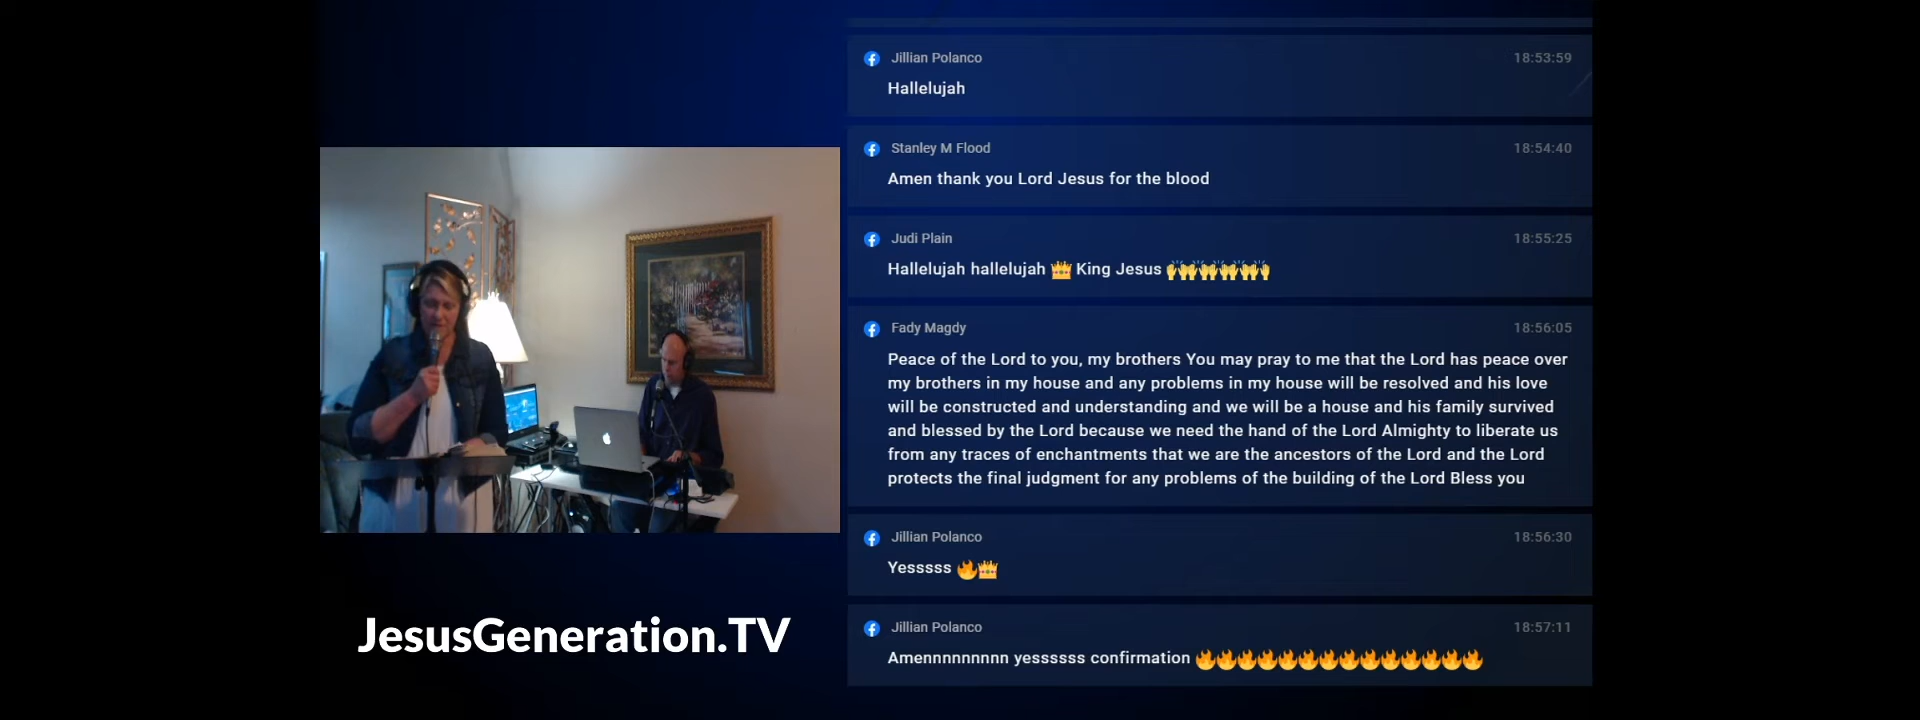 Jillian Polanco 18:53:59
Hallelujah
Stanley M Flood 18:54:40
Amen thank you Lord Jesus for the blood
Judi Plain 18:55:25
Hallelujah hallelujah 👑 King Jesus 🙌🙌🙌🙌🙌
Fady Magdy 18:56:05
Peace of the Lord to you, my brothers You may pray to me that the Lord has peace over
my brothers in my house and any problems in my house will be resolved and his love
will be constructed and understanding and we will be a house and his family survived
and blessed by the Lord because we need the hand of the Lord Almighty to liberate us
from any traces of enchantments that we are the ancestors of the Lord and the Lord
protects the final judgment for any problems of the building of the Lord Bless you
Jillian Polanco 18:56:30
Yesssss 🔥👑
Jillian Polanco 18:57:11
Amennnnnnnnn yessssss confirmation 🔥🔥🔥🔥🔥🔥🔥🔥🔥🔥🔥🔥🔥🔥
JesusGeneration.TV